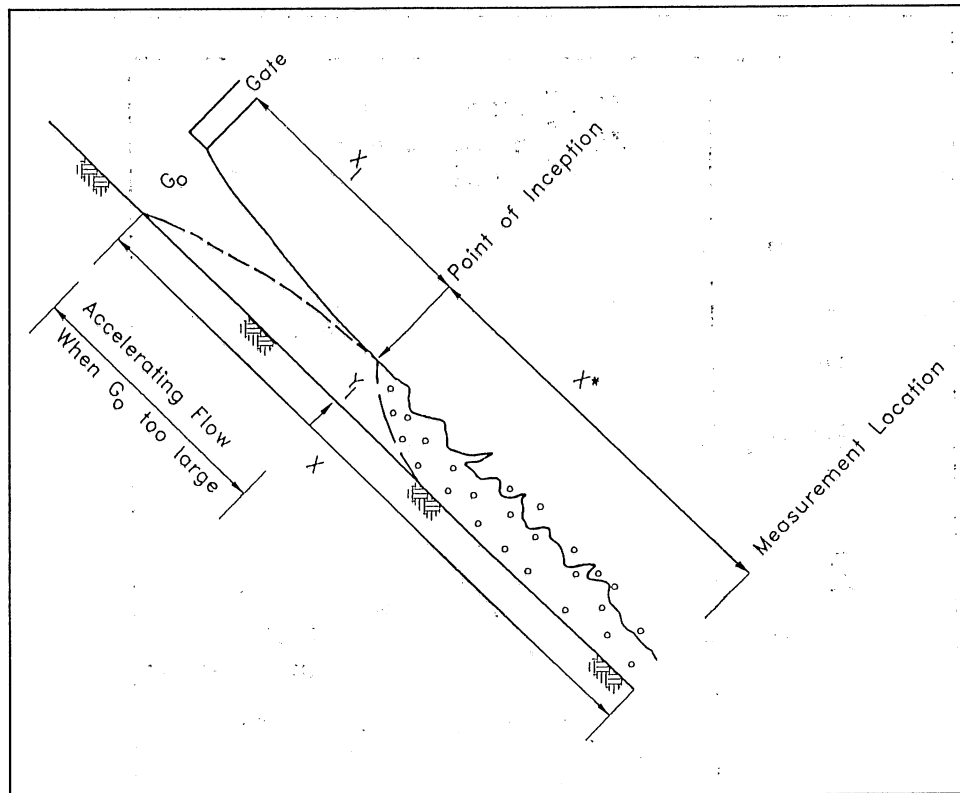 Gate
X1
Point of Inception
Go
Accelerating Flow
When Go too large
Y1
X
X*
Measurement Location